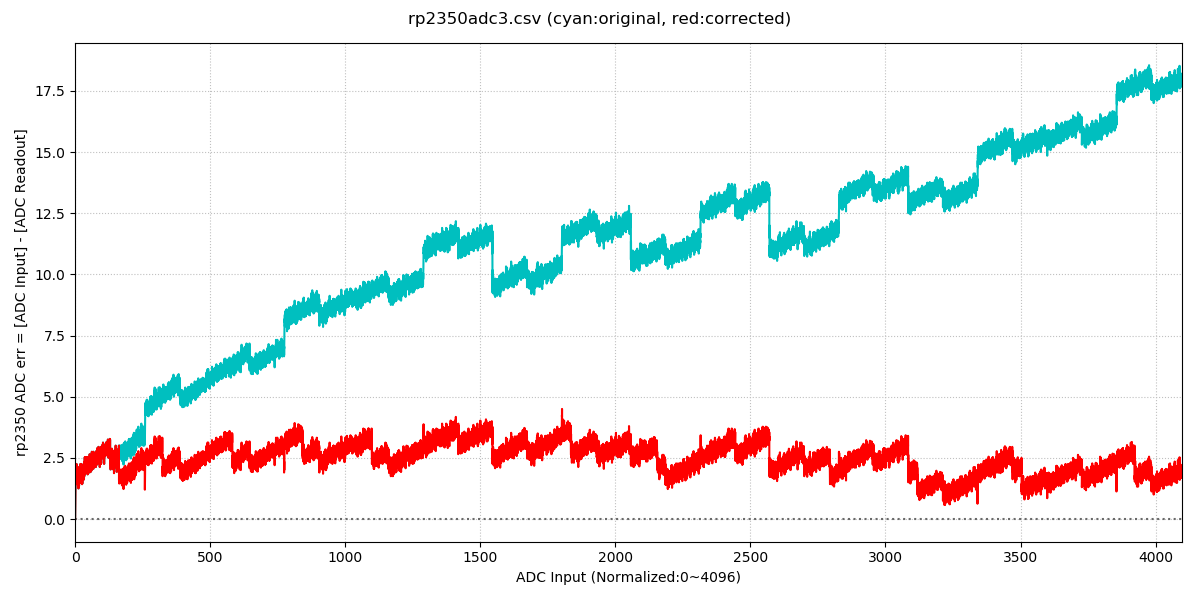 rp2350adc3.csv (cyan:original, red:corrected)
rp2350 ADC err = [ADC Input] - [ADC Readout]
17.5
15.0
12.5
10.0
7.5
5.0
2.5
0.0
0 500 1000 1500 2000 2500 3000 3500 4000
ADC Input (Normalized:0~4096)